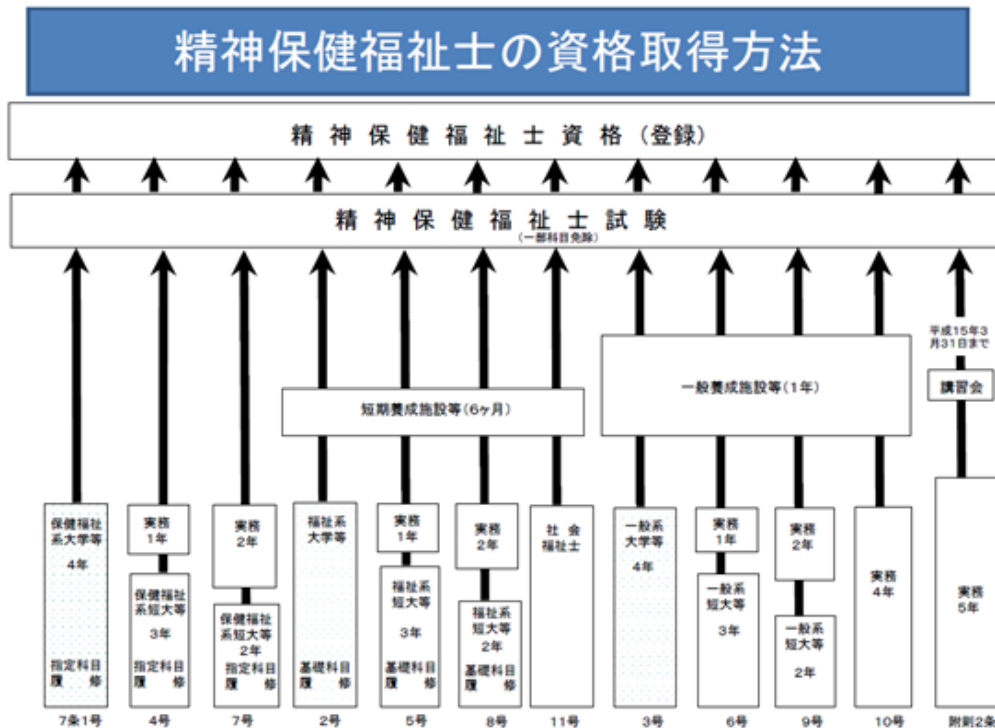 精神保健福祉士の資格取得方法
精神保健福祉士資格(登録)
精神保健福祉士試験
(一部科目免除)
平成15年3
月31日まで
講習会
一般養成施設等(1年)
短期養成施設等(6ヶ月)
保健福祉
系大学等
4年
指定科目
履修
7条1号
実務
1年
保健福祉
系短大等
3年
指定科目
履修
4号
実務
2年
保健福祉
系短大等
2年
指定科目
履修
7号
福祉系
大学等
基礎科目
履修
2号
実務
1年
福祉系
短大等
3年
基礎科目
履修
5号
実務
2年
福祉系
短大等
2年
基礎科目
履修
8号
社会
福祉士
11号
一般系
大学等
4年
3号
実務
1年
一般系
短大等
3年
6号
実務
2年
一般系
短大等
2年
9号
実務
4年
10号
実務
5年
附則2条